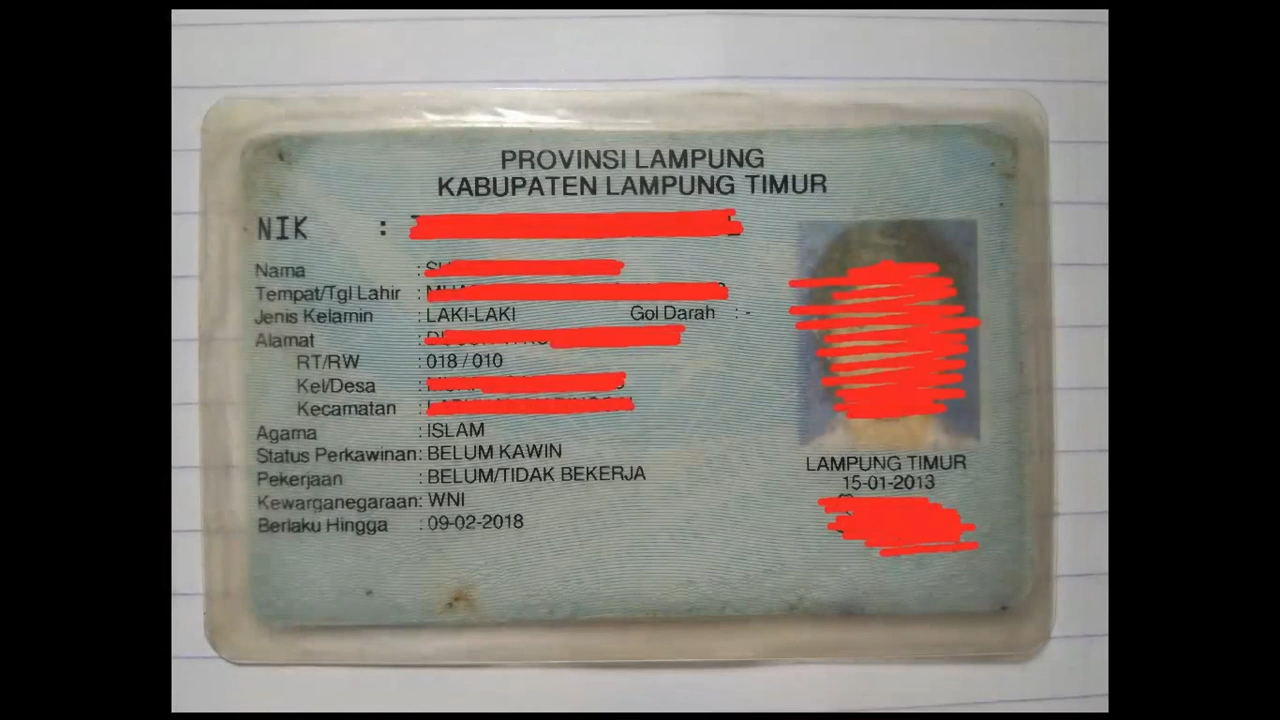 PROVINSI LAMPUNG
KABUPATEN LAMPUNG TIMUR
NIK :
Nama :
Tempat/Tgl Lahir :
Jenis Kelamin : LAKI-LAKI Gol Darah : -
Alamat :
RT/RW : 018 / 010
Kel/Desa :
Kecamatan :
Agama : ISLAM
Status Perkawinan: BELUM KAWIN
Pekerjaan : BELUM/TIDAK BEKERJA
Kewarganegaraan: WNI
Berlaku Hingga : 09-02-2018
LAMPUNG TIMUR
15-01-2013